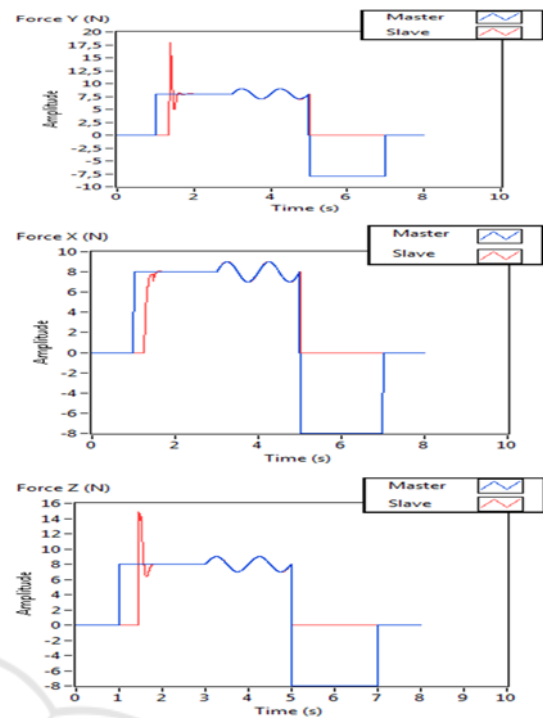 Force Y (N)
Master
Slave
20
17,5
15
12,5
10
7,5
5
2,5
0
-2,5
-5
-7,5
-10
Amplitude
0 2 4 6 8 10
Time (s)
Force X (N)
Master
Slave
10
8
6
4
2
0
-2
-4
-6
-8
Amplitude
0 2 4 6 8 10
Time (s)
Force Z (N)
Master
Slave
16
14
12
10
8
6
4
2
0
-2
-4
-6
-8
Amplitude
0 1 2 3 4 5 6 7 8 9 10
Time (s)